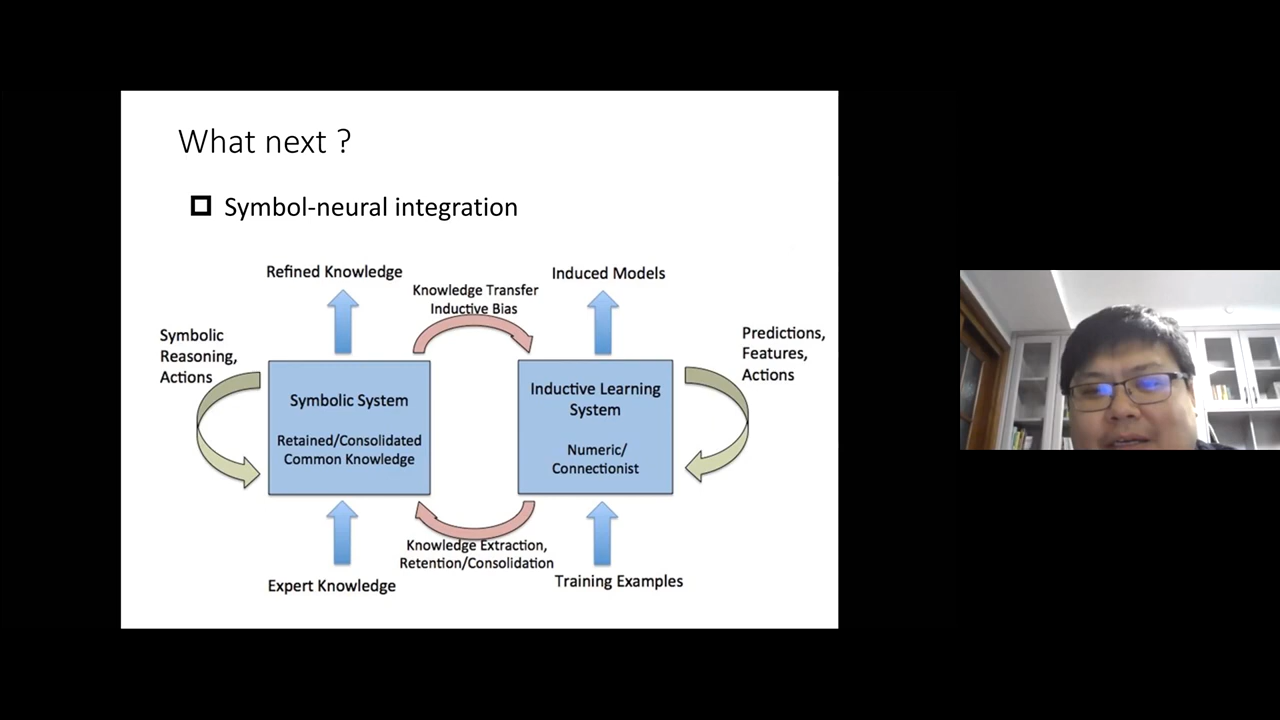 What next ?
Symbol-neural integration
Refined Knowledge
Knowledge Transfer
Inductive Bias
Induced Models
Symbolic
Reasoning,
Actions
Predictions,
Features,
Actions
Symbolic System
Retained/Consolidated
Common Knowledge
Inductive Learning
System
Numeric/
Connectionist
Knowledge Extraction,
Retention/Consolidation
Expert Knowledge
Training Examples